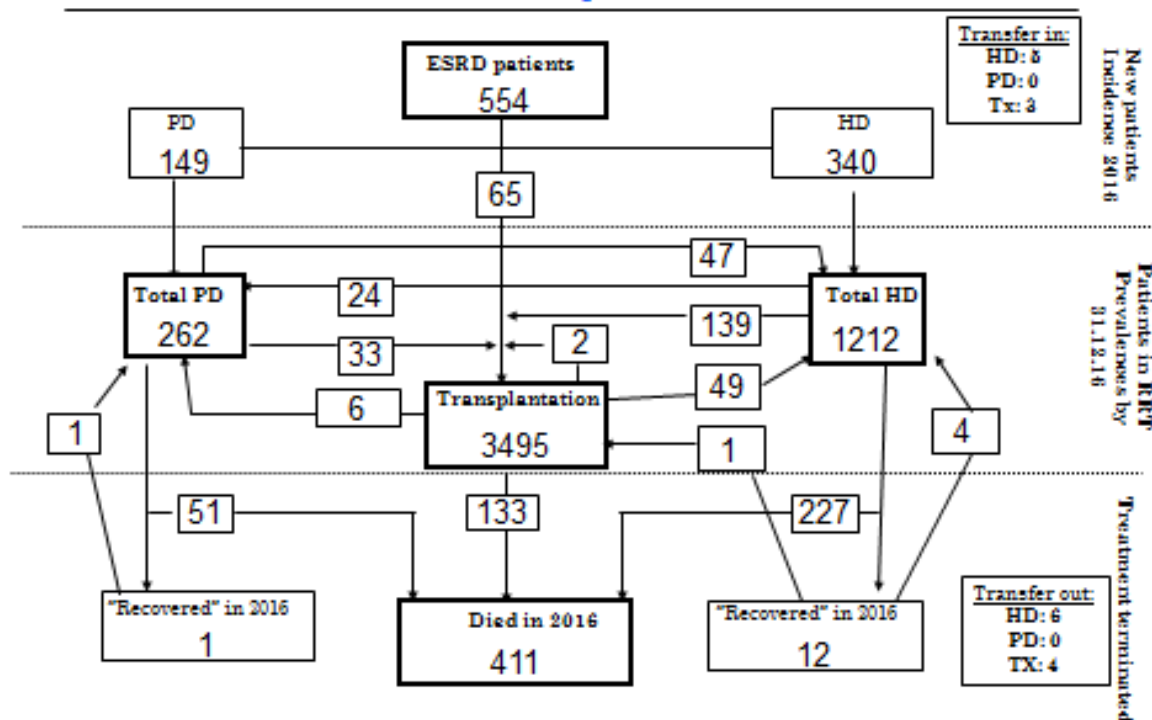 ESRD patients
554
Transfer in:
HD: 5
PD: 0
Tx: 3
New patients
Incidence 2016
PD
149
HD
340
65
47
Total PD
262
24
Total HD
1212
139
33
2
Patients in RRT
Prevalences by
31.12.16
49
6
Transplantation
3495
1
1
4
51
133
227
Treatment terminated
"Recovered" in 2016
1
Died in 2016
411
"Recovered" in 2016
12
Transfer out:
HD: 6
PD: 0
TX: 4